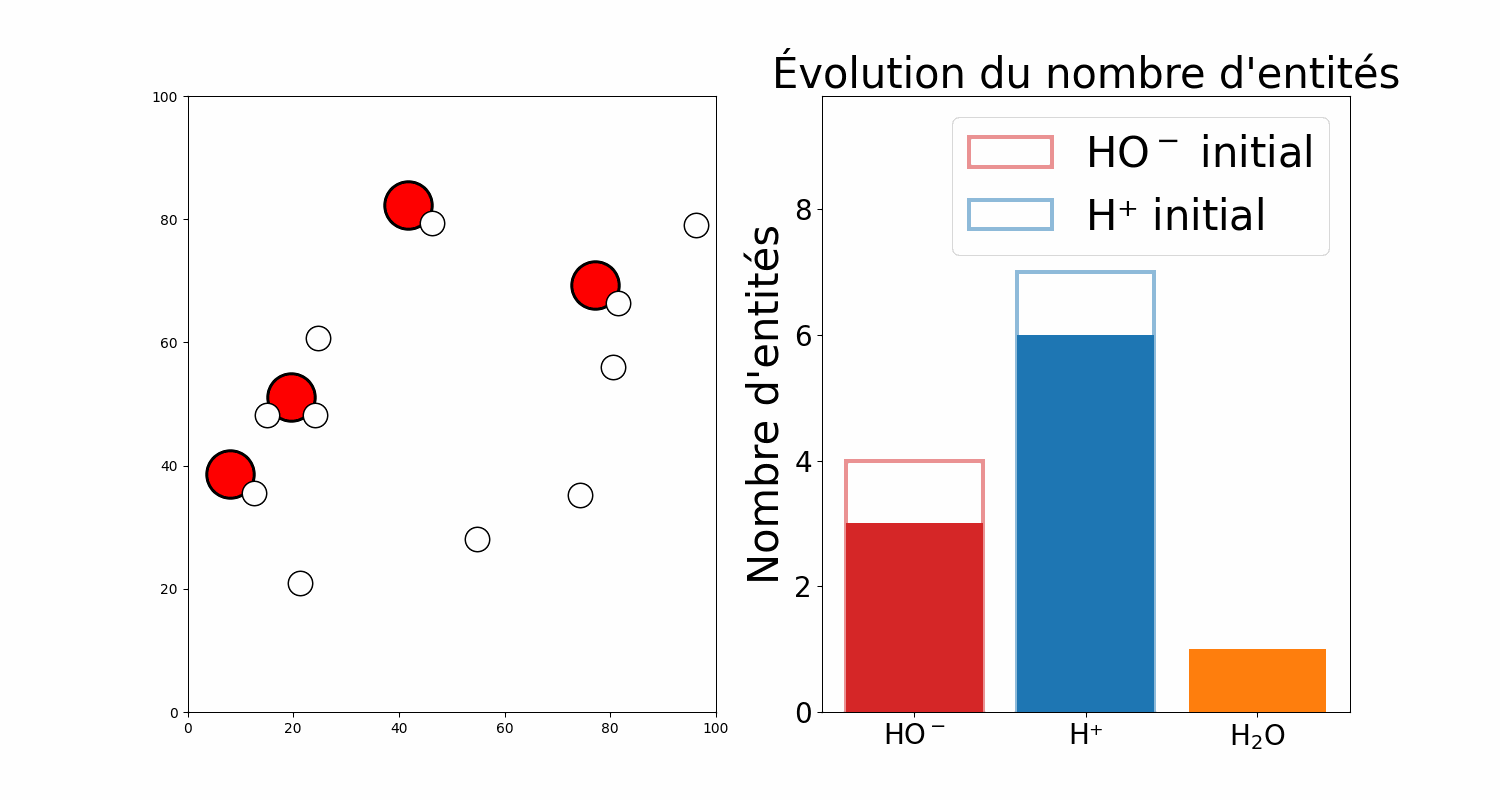 Évolution du nombre d'entités
100
80
60
40
20
0
0 20 40 60 80 100
Nombre d'entités
8
6
4
2
0
HO⁻ initial
H⁺ initial
HO⁻ H⁺ H₂O